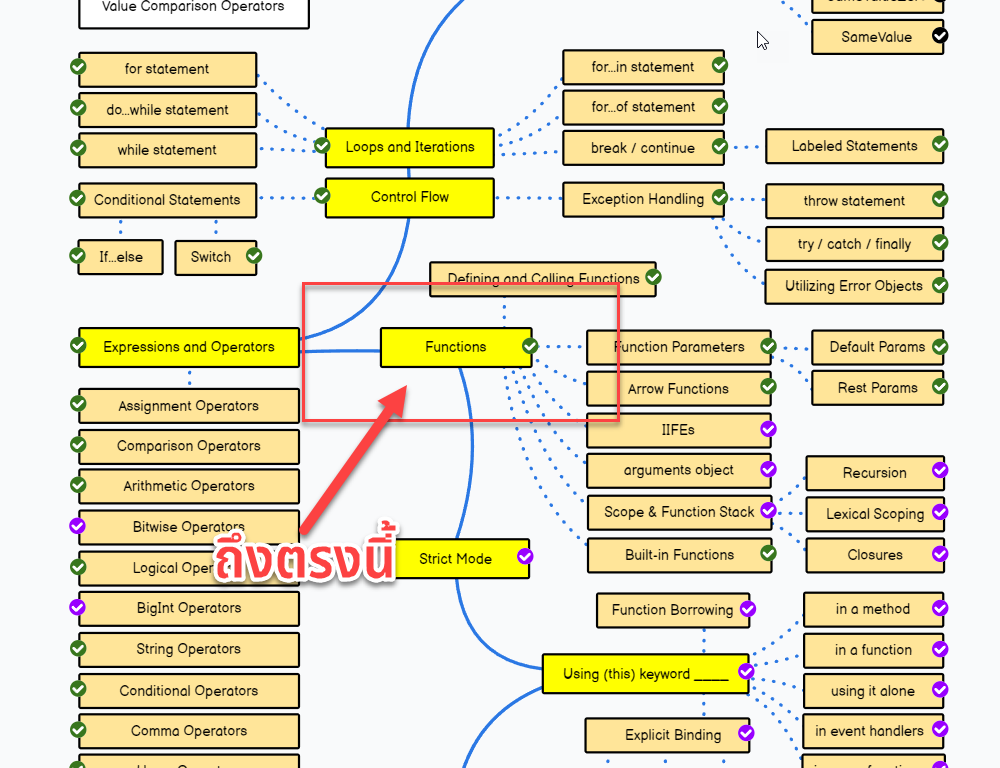 Value Comparison Operators
SameValue
for statement
do...while statement
while statement
Loops and Iterations
for...in statement
for...of statement
break / continue
Labeled Statements
Conditional Statements
Control Flow
Exception Handling
throw statement
try / catch / finally
Utilizing Error Objects
If...else
Switch
Defining and Calling Functions
Expressions and Operators
Functions
Function Parameters
Default Params
Rest Params
Arrow Functions
IIFEs
arguments object
Scope & Function Stack
Built-in Functions
Recursion
Lexical Scoping
Closures
Assignment Operators
Comparison Operators
Arithmetic Operators
Bitwise Operators
Logical Oper
BigInt Operators
String Operators
Conditional Operators
Comma Operators
ถึงตรงนี้
Strict Mode
Function Borrowing
Using (this) keyword ____
Explicit Binding
in a method
in a function
using it alone
in event handlers